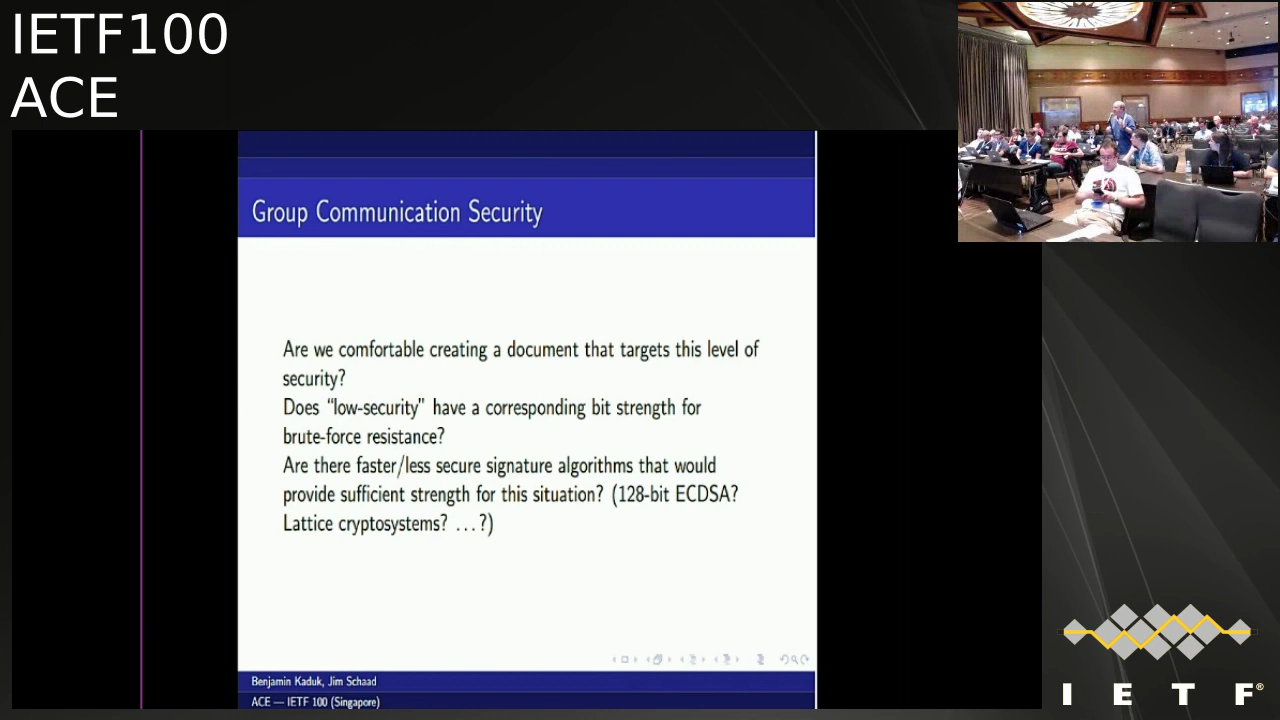 IETF100
ACE
Group Communication Security
Are we comfortable creating a document that targets this level of
security?
Does “low-security” have a corresponding bit strength for
brute-force resistance?
Are there faster/less secure signature algorithms that would
provide sufficient strength for this situation? (128-bit ECDSA?
Lattice cryptosystems? ...?)
Benjamin Kaduk, Jim Schaad
ACE — IETF 100 (Singapore)
I E T F®